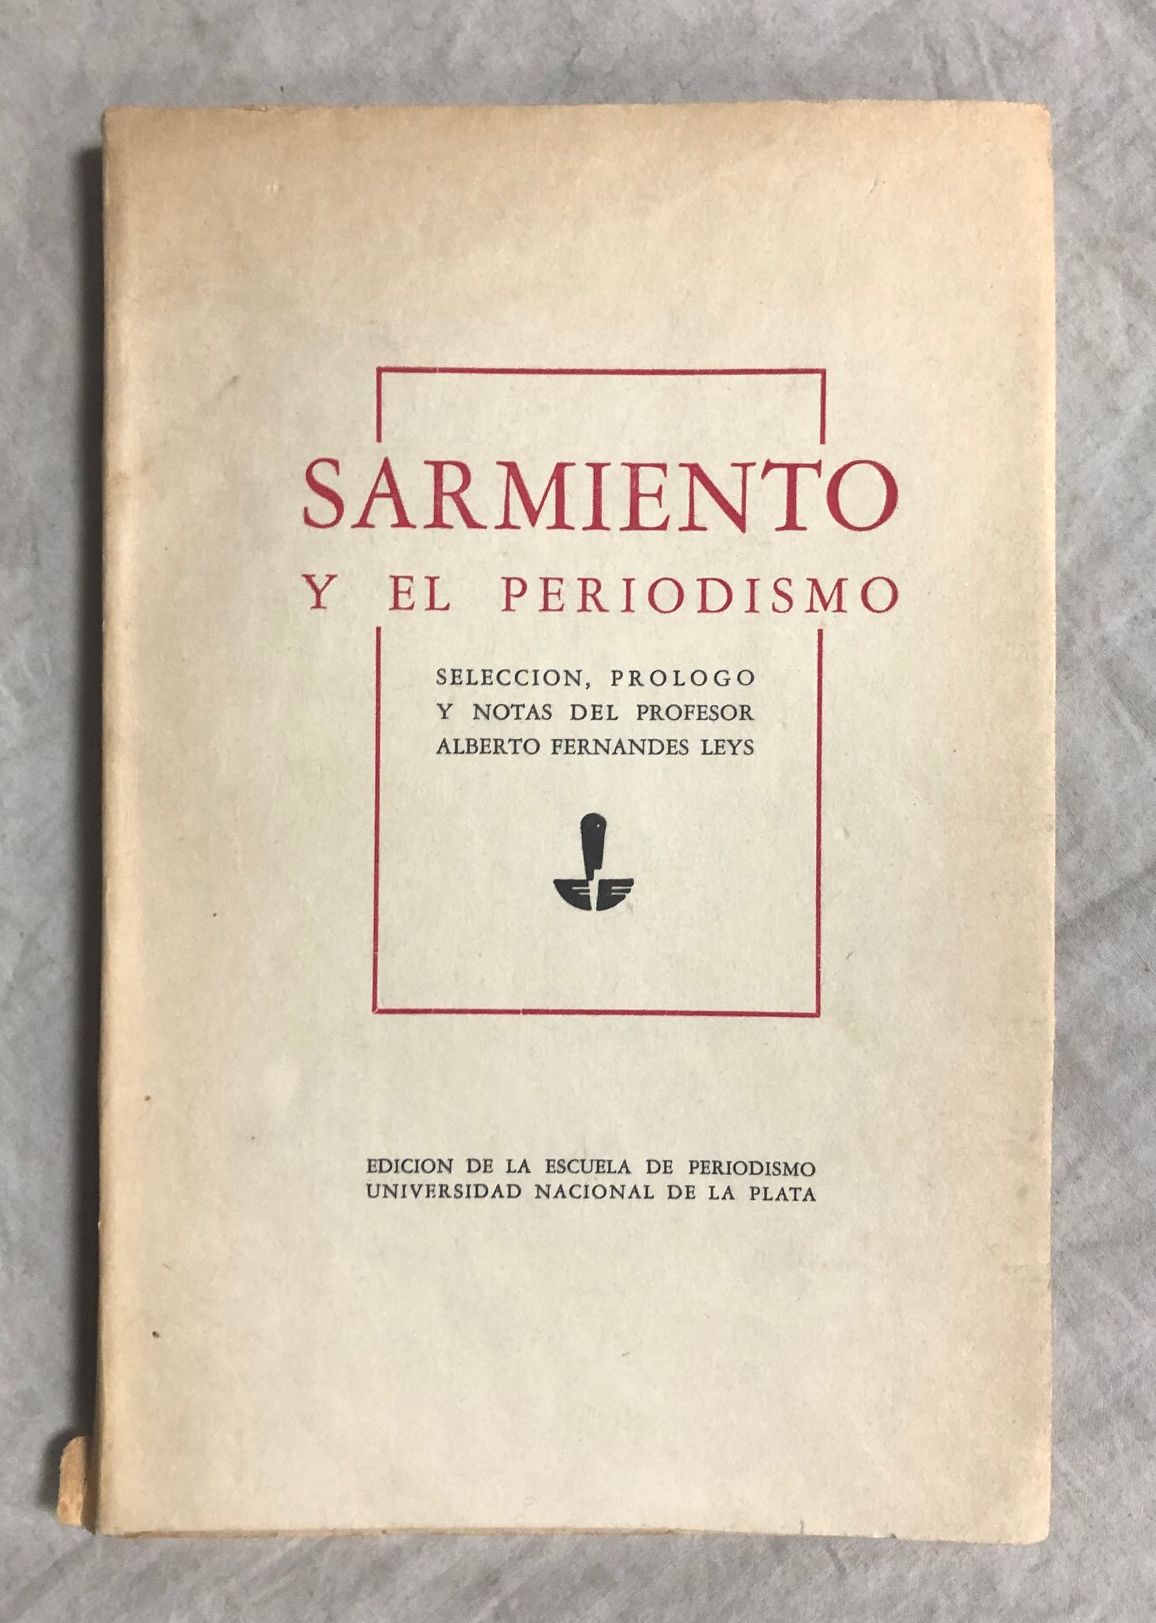 SARMIENTO
Y EL PERIODISMO
SELECCION, PROLOGO
Y NOTAS DEL PROFESOR
ALBERTO FERNANDES LEYS
EDICION DE LA ESCUELA DE PERIODISMO
UNIVERSIDAD NACIONAL DE LA PLATA